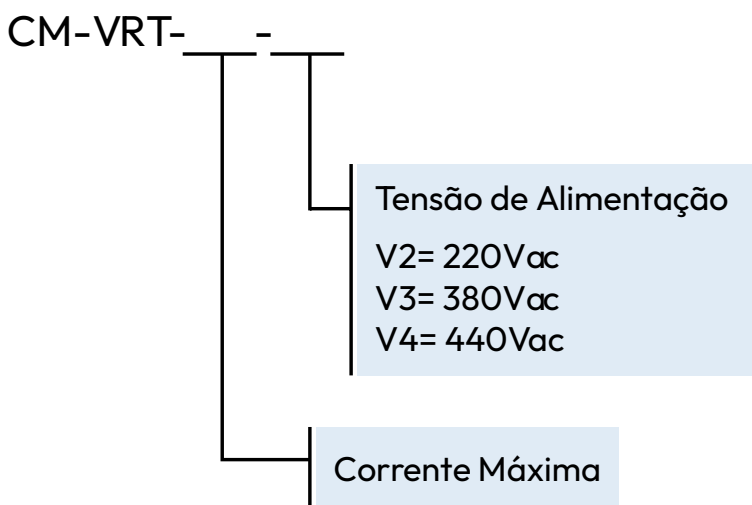 CM-VRT-___-___
Tensão de Alimentação
V2= 220Vac
V3= 380Vac
V4= 440Vac
Corrente Máxima